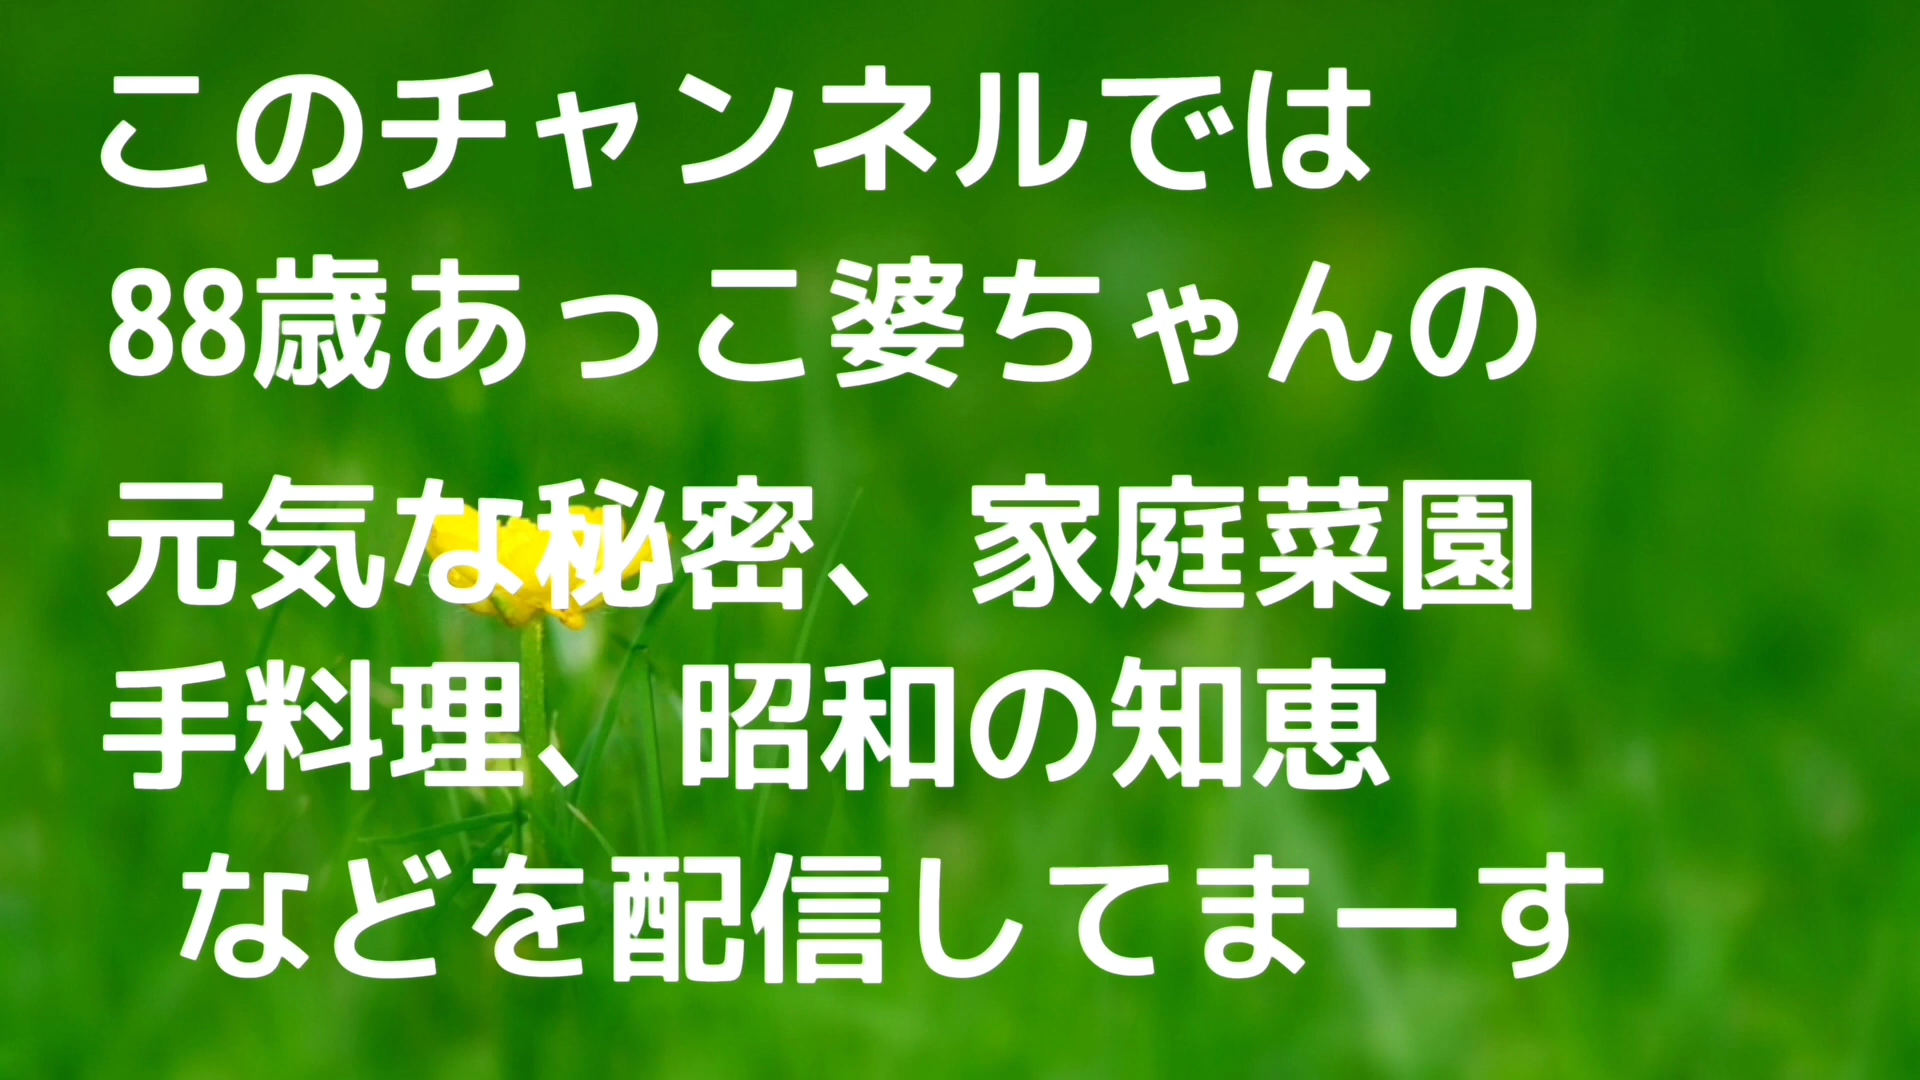 このチャンネルでは
88歳あっこ婆ちゃんの
元気な秘密、家庭菜園
手料理、昭和の知恵
などを配信してまーす